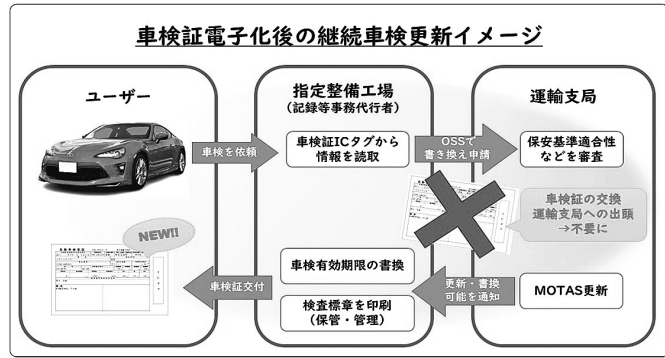 車検証電子化後の継続車検更新イメージ
ユーザー
指定整備工場
(記録等事務代行者)
運輸支局
車検を依頼
車検証ICタグから
情報を読取
OSSで
書き換え申請
保安基準適合性
などを審査
車検証の交換
運輸支局への出頭
→不要に
NEW!!
車検証交付
車検有効期限の書換
検査標章を印刷
(保管・管理)
更新・書換
可能を通知
MOTAS更新